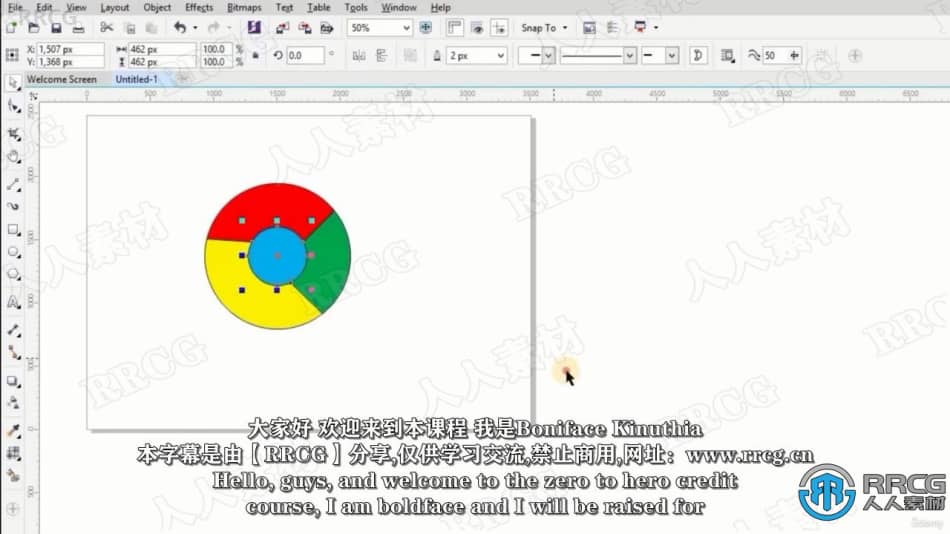 File Edit View Layout Object Effects Bitmaps Text Table Tools Window Help
50% Snap To
X: 1,507 px 462 px 100.0 % 0.0 ° 2 px 50
Y: 1,368 px 462 px 100.0 %
Welcome Screen Untitled-1
0 500 1000 1500 2000 2500 3000 3500 4000 4500 5000 5500 6000 6500
RRCG
人人素材
大家好 欢迎来到本课程 我是Boniface Kinuthia
本字幕是由【RRCG】分享,仅供学习交流,禁止商用,网址：www.rrcg.cn
Hello, guys, and welcome to the zero to hero credit
course, I am boldface and I will be raised for
RRCG
人人素材
Udemy